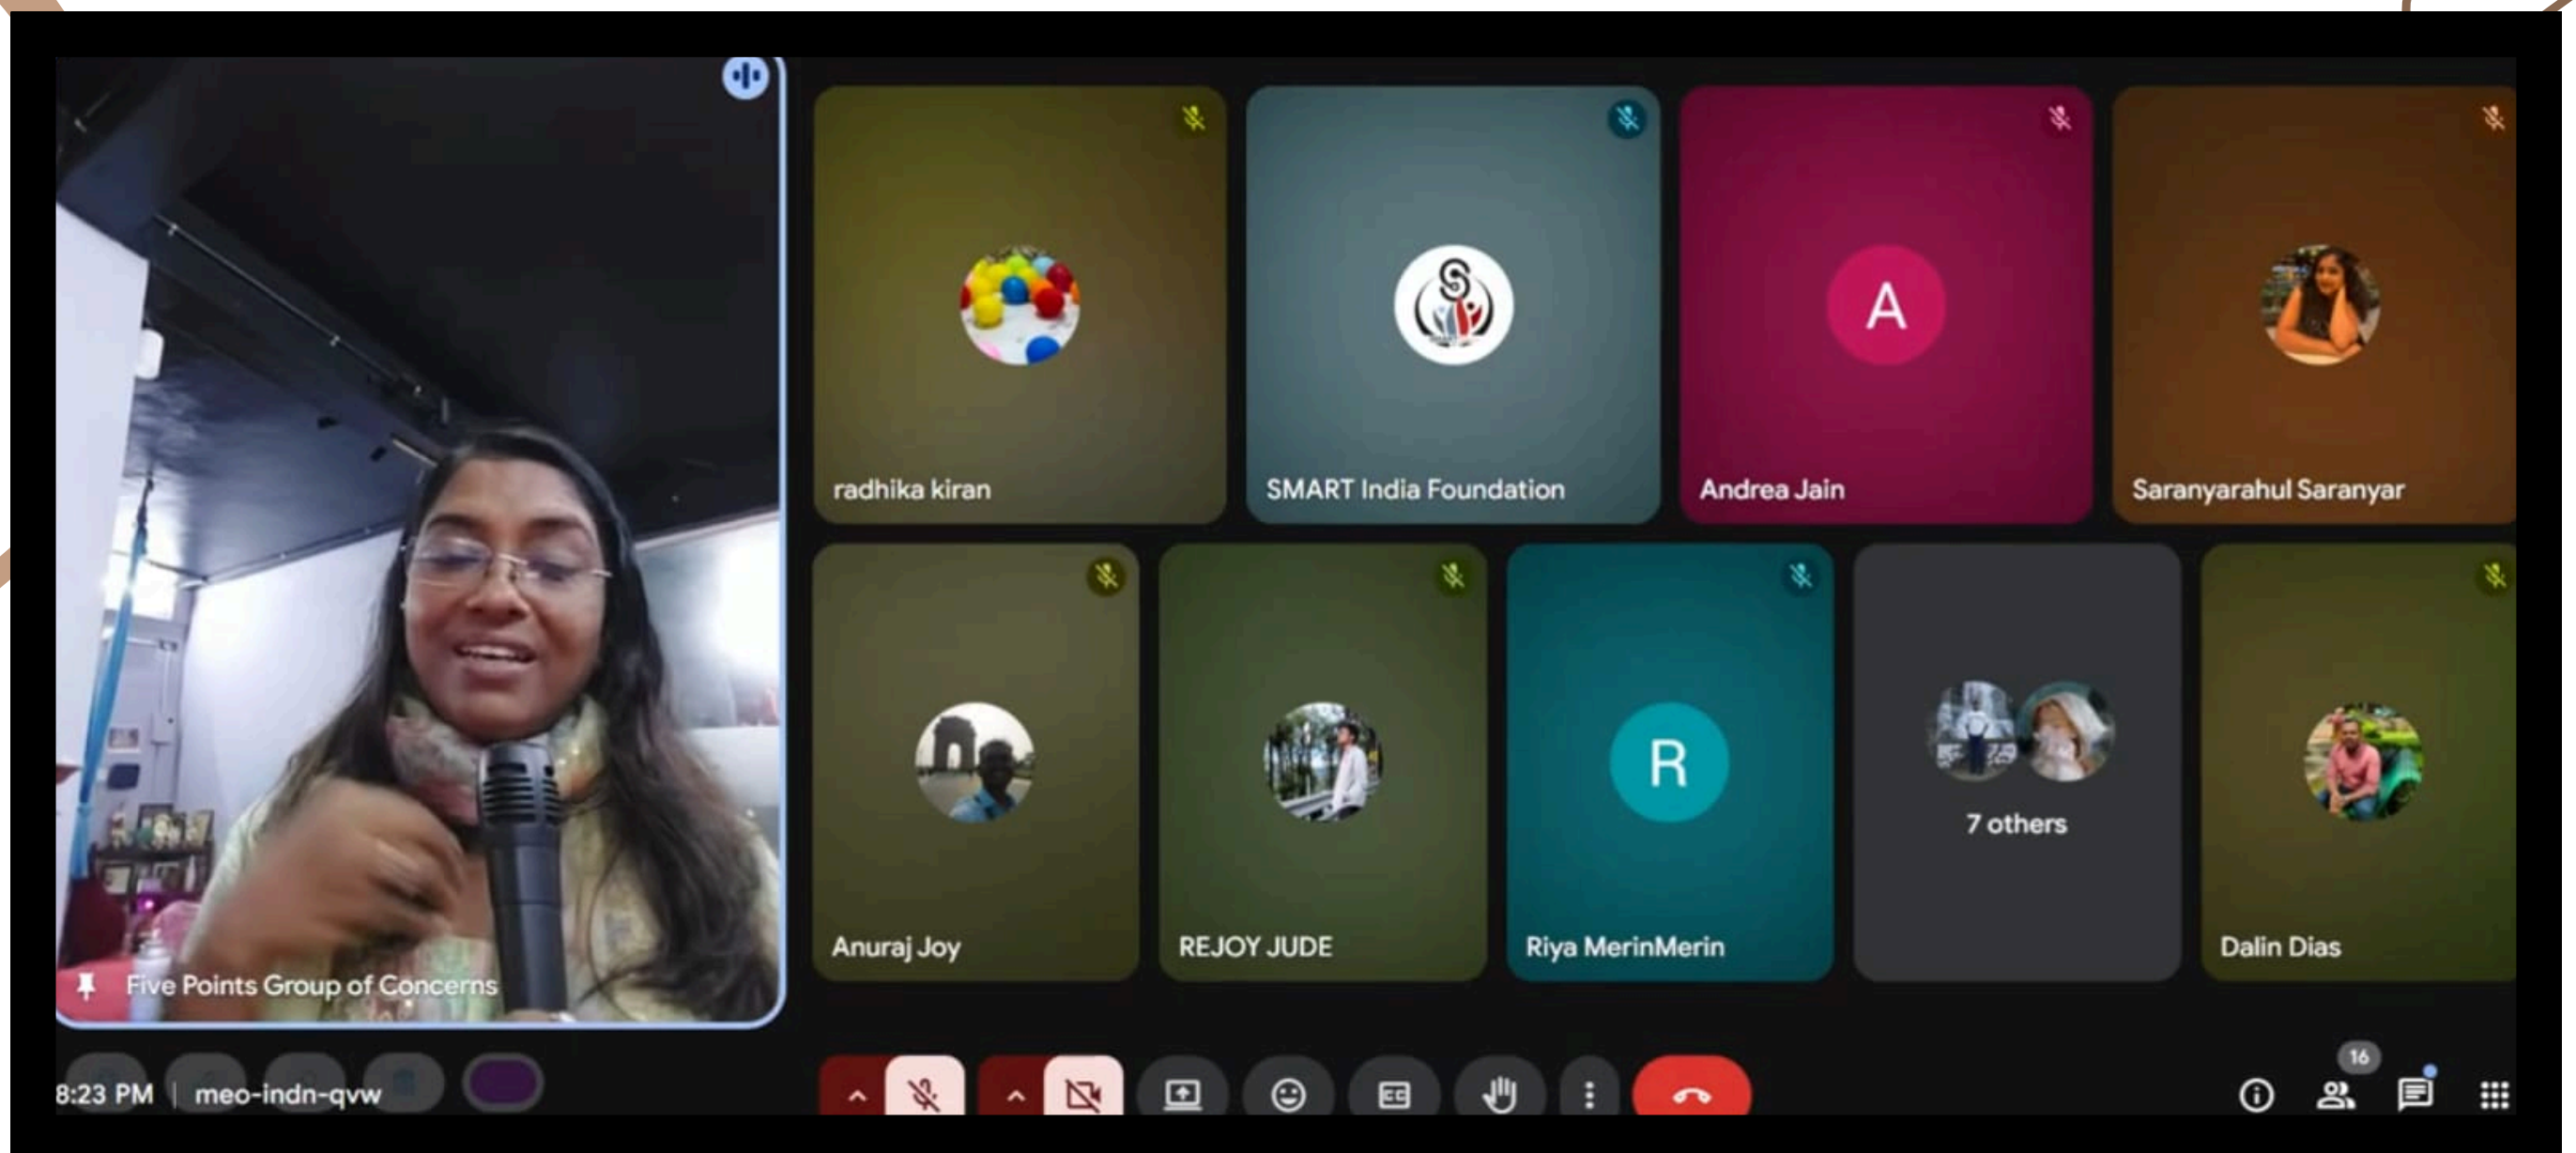 radhika kiran
SMART India Foundation
A
Andrea Jain
Saranyarahul Saranyar
Five Points Group of Concerns
Anuraj Joy
REJOY JUDE
R
Riya MerinMerin
7 others
Dalin Dias
8:23 PM | meo-indn-qvw
CC
16